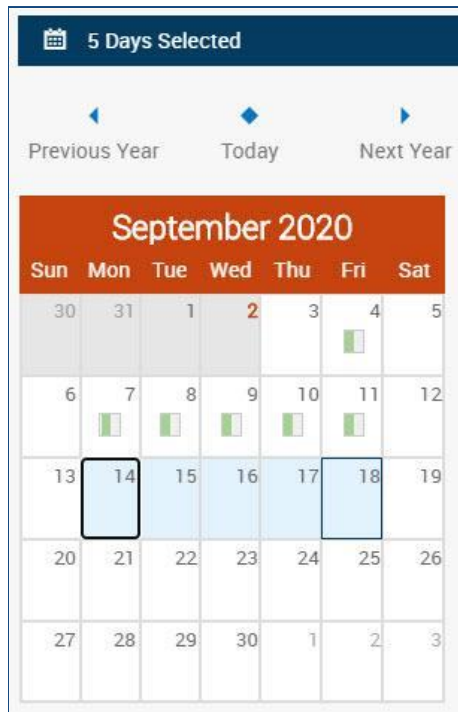 5 Days Selected
Previous Year Today Next Year
September 2020
Sun Mon Tue Wed Thu Fri Sat
30 31 1 2 3 4 5
6 7 8 9 10 11 12
13 14 15 16 17 18 19
20 21 22 23 24 25 26
27 28 29 30 1 2 3